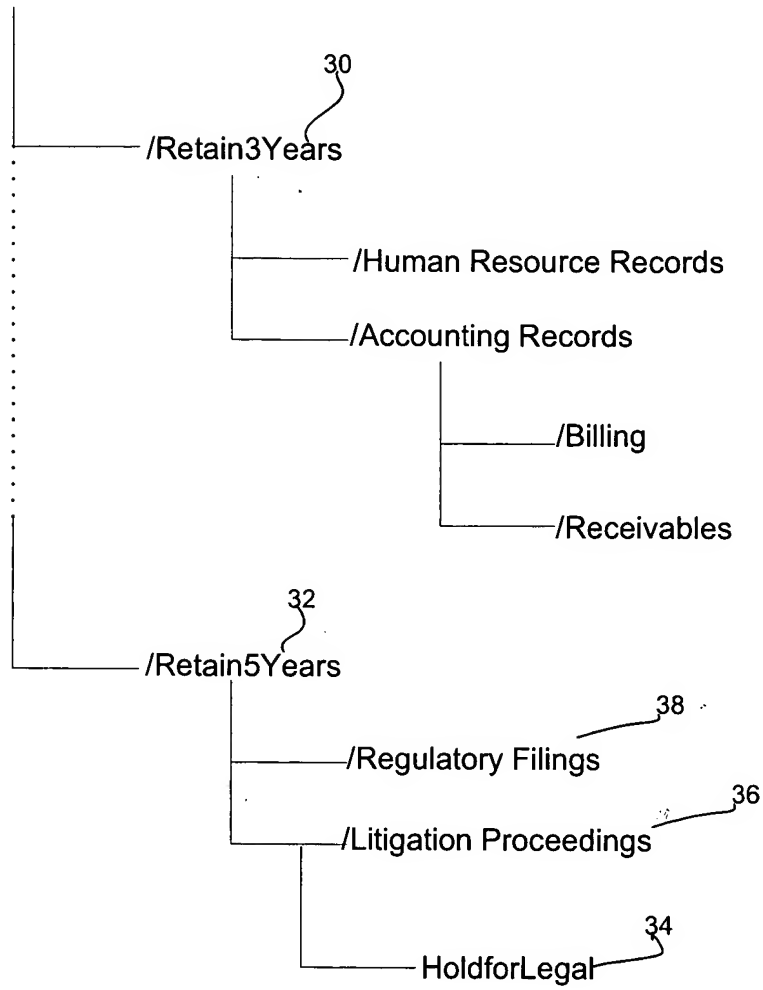 30
/Retain3Years
/Human Resource Records
/Accounting Records
/Billing
/Receivables
32
/Retain5Years
38
/Regulatory Filings
36
/Litigation Proceedings
34
HoldforLegal